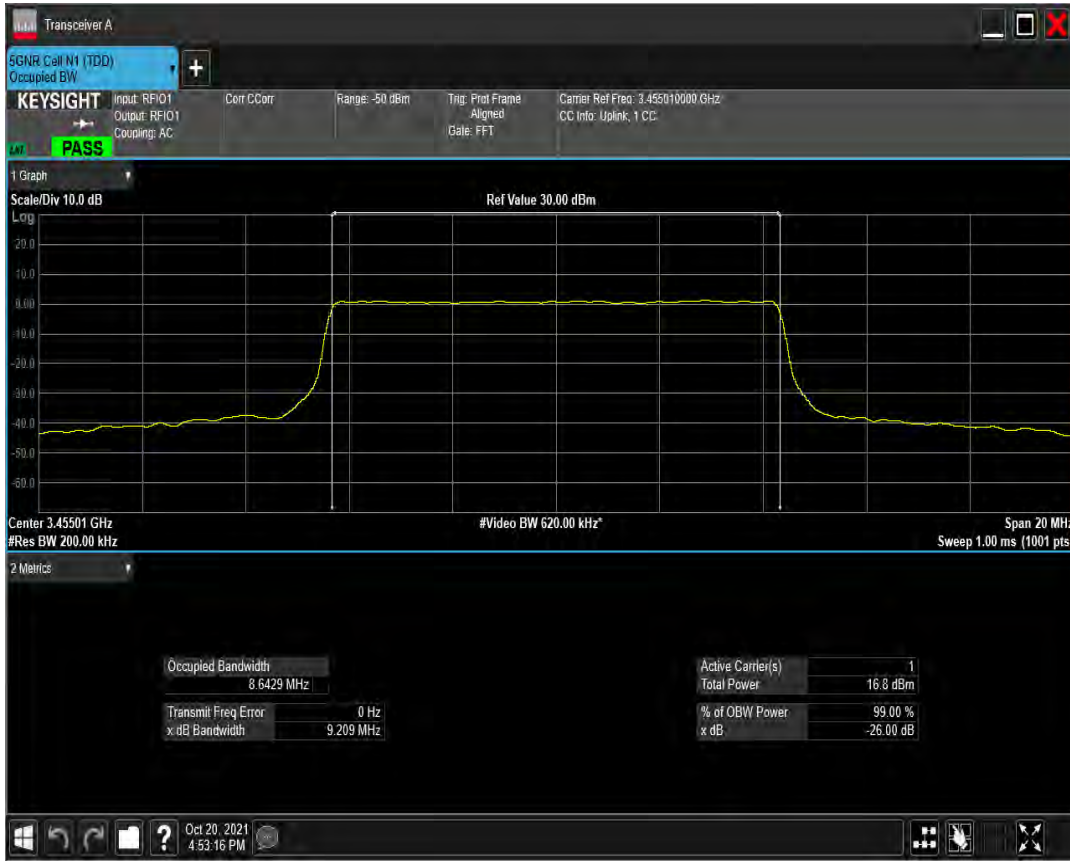 Transceiver A
5GNR Cell N1 (TDD)
Occupied BW
+
KEYSIGHT
PASS
Input: RFIO1
Output: RFIO1
Coupling: AC
Corr CCorr
Range: -50 dBm
Trig: Prot Frame
Aligned
Gate: FFT
Carrier Ref Freq: 3.455010000 GHz
CC Info: Uplink, 1 CC
1 Graph
Scale/Div 10.0 dB
Ref Value 30.00 dBm
Log
20.0
10.0
0.00
-10.0
-20.0
-30.0
-40.0
-50.0
-60.0
Center 3.45501 GHz
#Video BW 620.00 kHz*
Span 20 MHz
#Res BW 200.00 kHz
Sweep 1.00 ms (1001 pts
2 Metrics
Occupied Bandwidth
8.6429 MHz
Transmit Freq Error 0 Hz
x dB Bandwidth 9.209 MHz
Active Carrier(s) 1
Total Power 16.8 dBm
% of OBW Power 99.00 %
x dB -26.00 dB
?
Oct 20, 2021
4:53:16 PM